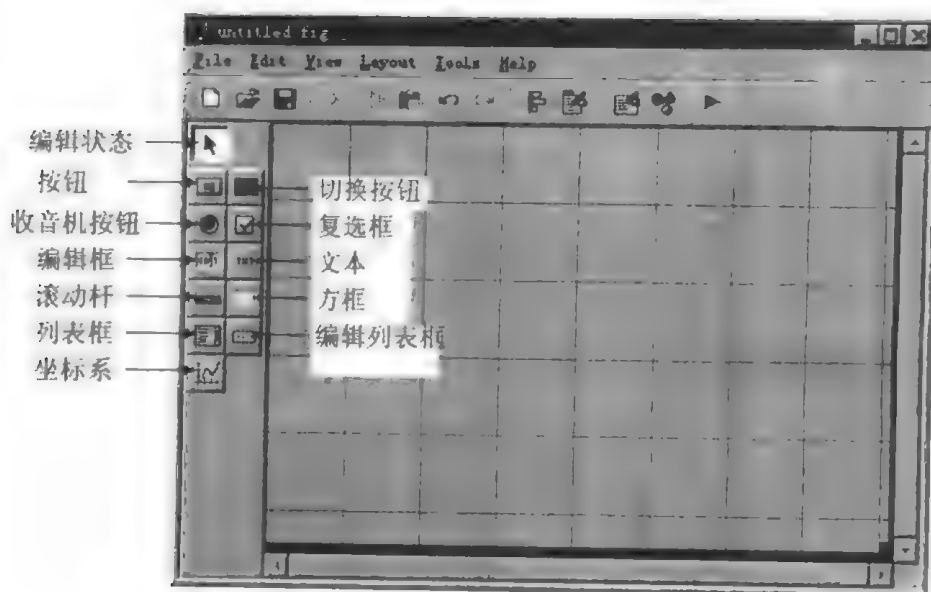 untitled fig
File Edit View Layout Tools Help
编辑状态
按钮
切换按钮
收音机按钮
复选框
编辑框
文本
滚动杆
方框
列表框
编辑列表框
坐标系